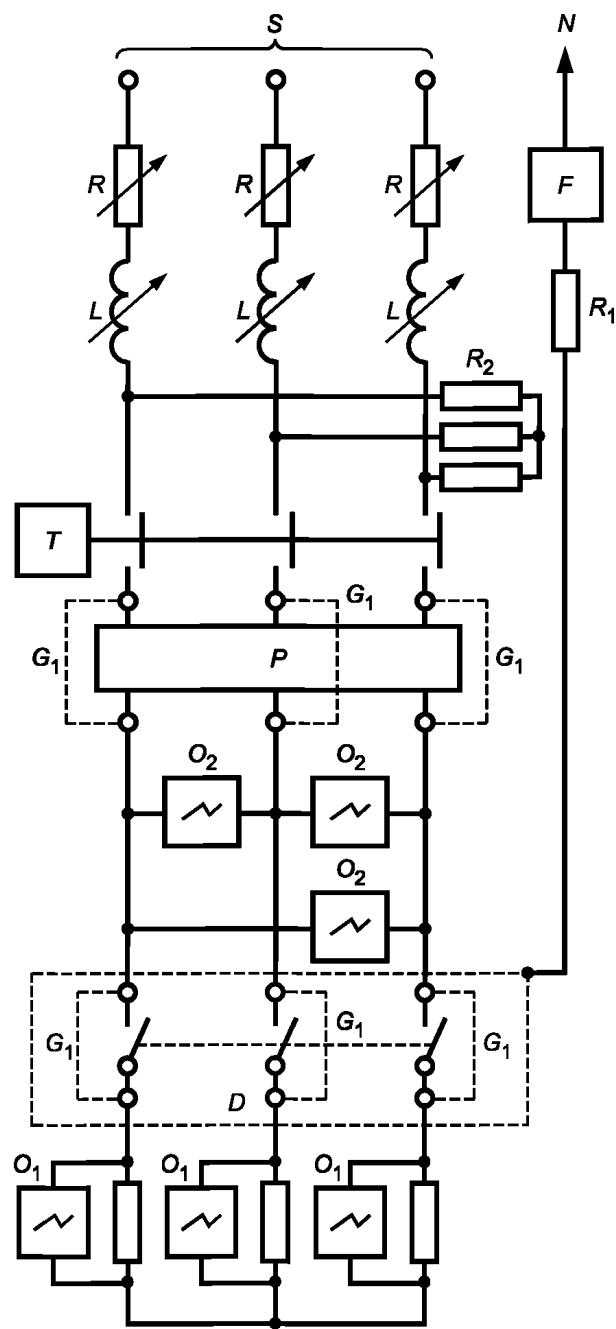 S N
R R R F
L L L R₁
R₂
T
G₁
G₁ P G₁
O₂ O₂
O₂
G₁ G₁ G₁
D
O₁ O₁ O₁